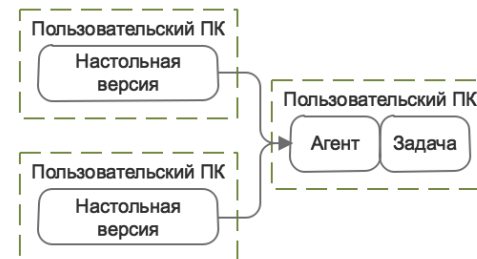 Пользовательский ПК
Настольная
версия
Пользовательский ПК
Агент
Задача
Пользовательский ПК
Настольная
версия